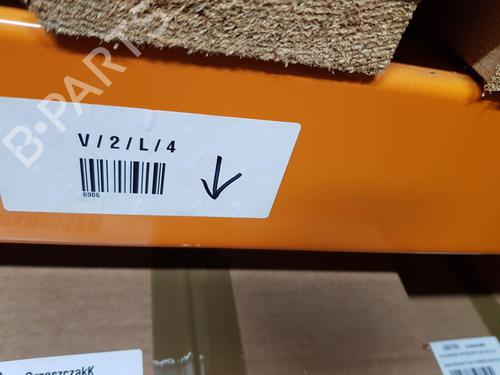 B-PARTS
V / 2 / L / 4
6906
GrzeszczakK